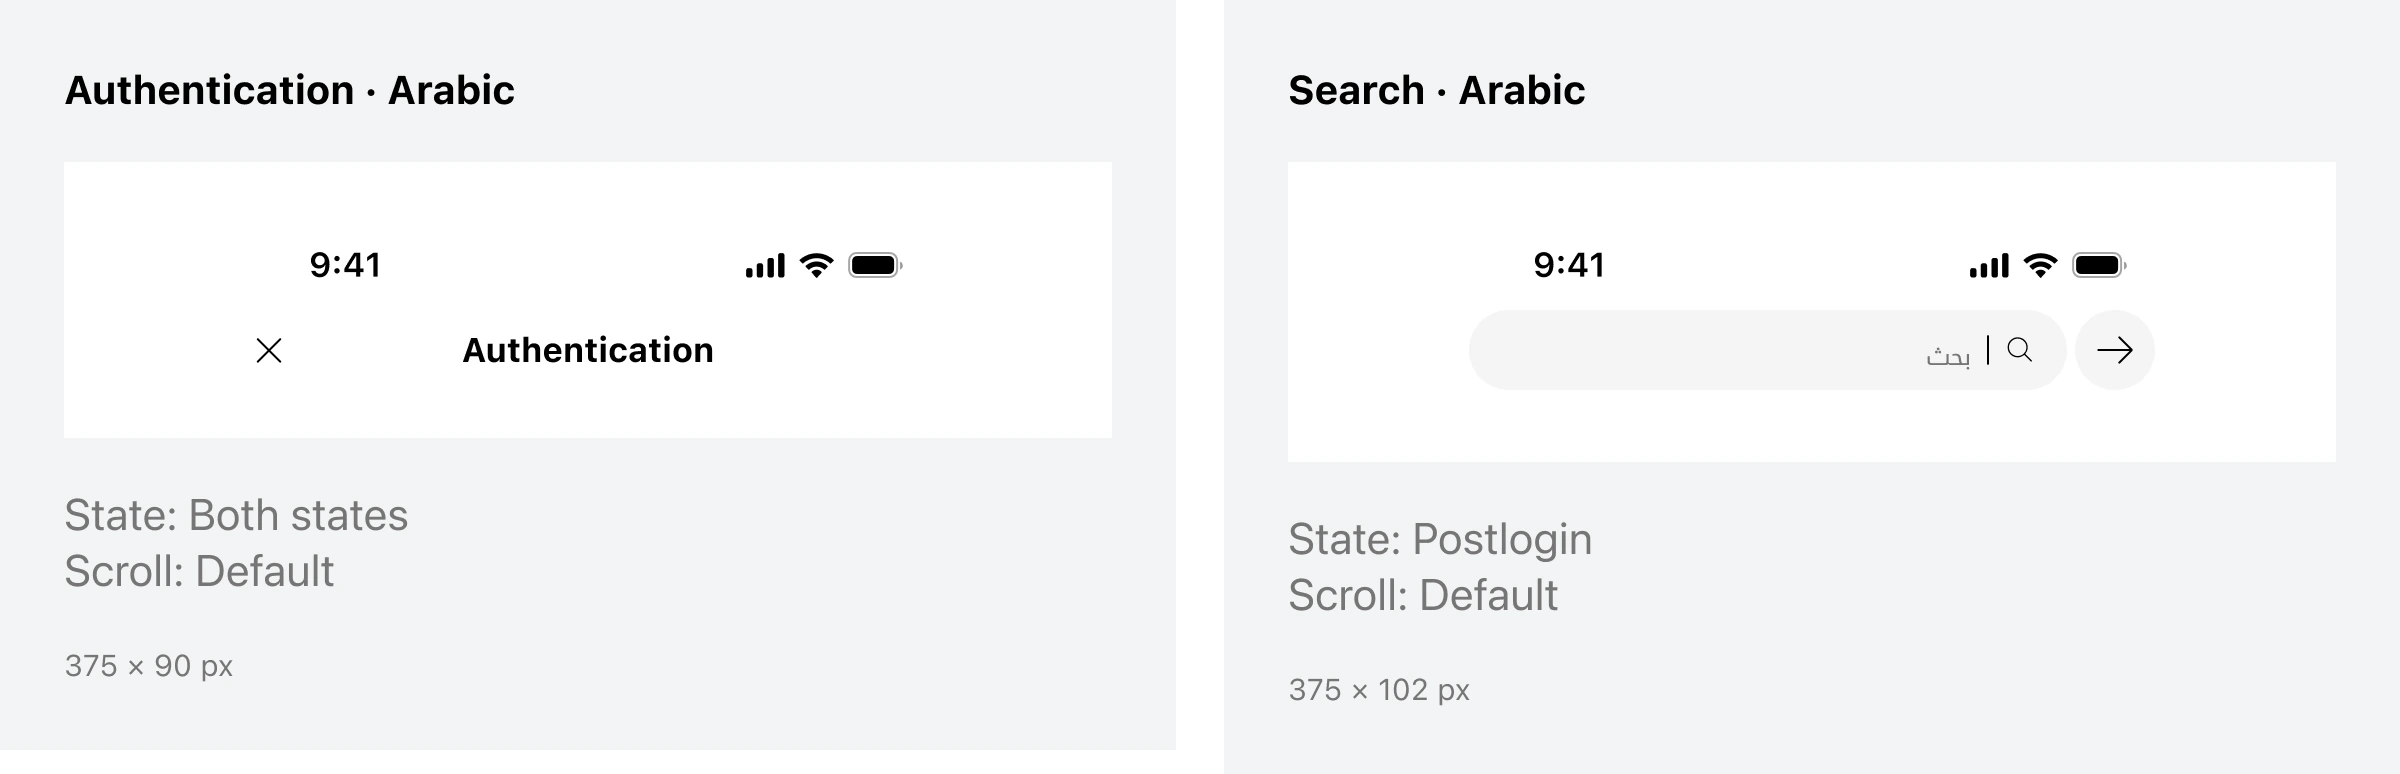 Authentication · Arabic
9:41
Authentication
State: Both states
Scroll: Default
375 × 90 px
Search · Arabic
9:41
بحث
State: Postlogin
Scroll: Default
375 × 102 px